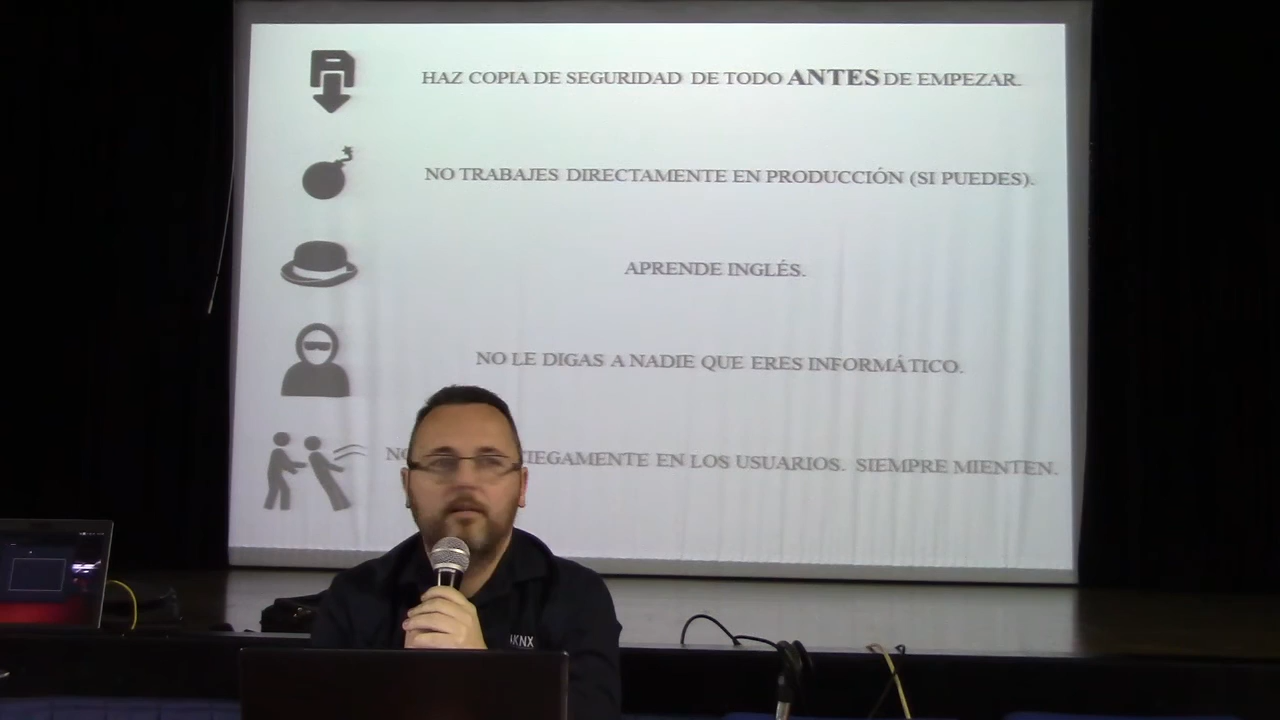 HAZ COPIA DE SEGURIDAD DE TODO ANTES DE EMPEZAR.
NO TRABAJES DIRECTAMENTE EN PRODUCCIÓN (SI PUEDES).
APRENDE INGLÉS.
NO LE DIGAS A NADIE QUE ERES INFORMÁTICO.
EN LOS USUARIOS. SIEMPRE MIENTEN.